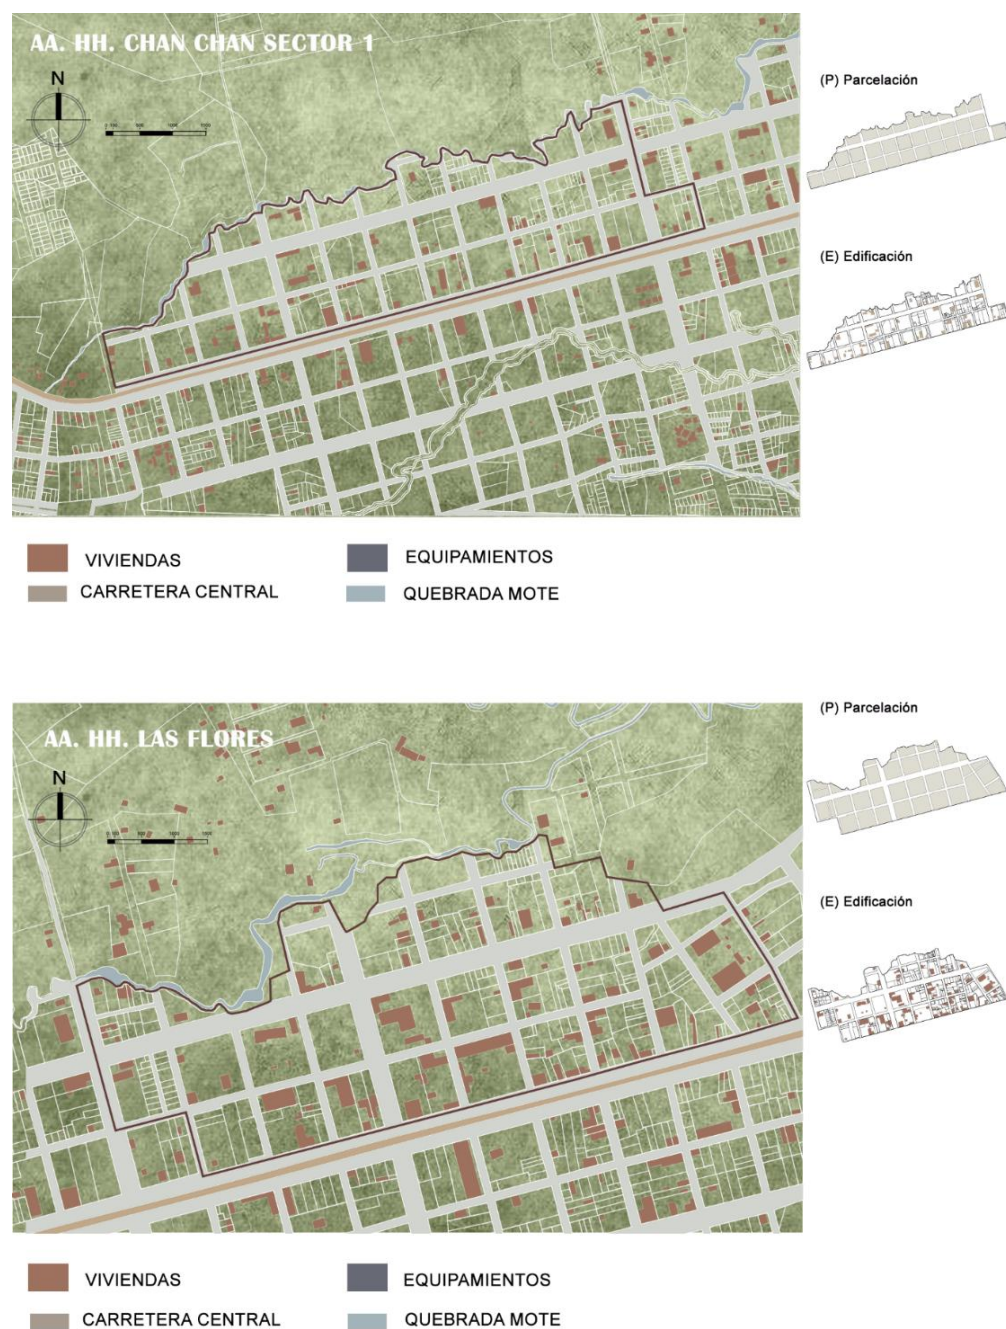 AA. HH. CHAN CHAN SECTOR 1
N
(P) Parcelación
(E) Edificación
VIVIENDAS
EQUIPAMIENTOS
CARRETERA CENTRAL
QUEBRADA MOTE
AA. HH. LAS FLORES
N
(P) Parcelación
(E) Edificación
VIVIENDAS
EQUIPAMIENTOS
CARRETERA CENTRAL
QUEBRADA MOTE